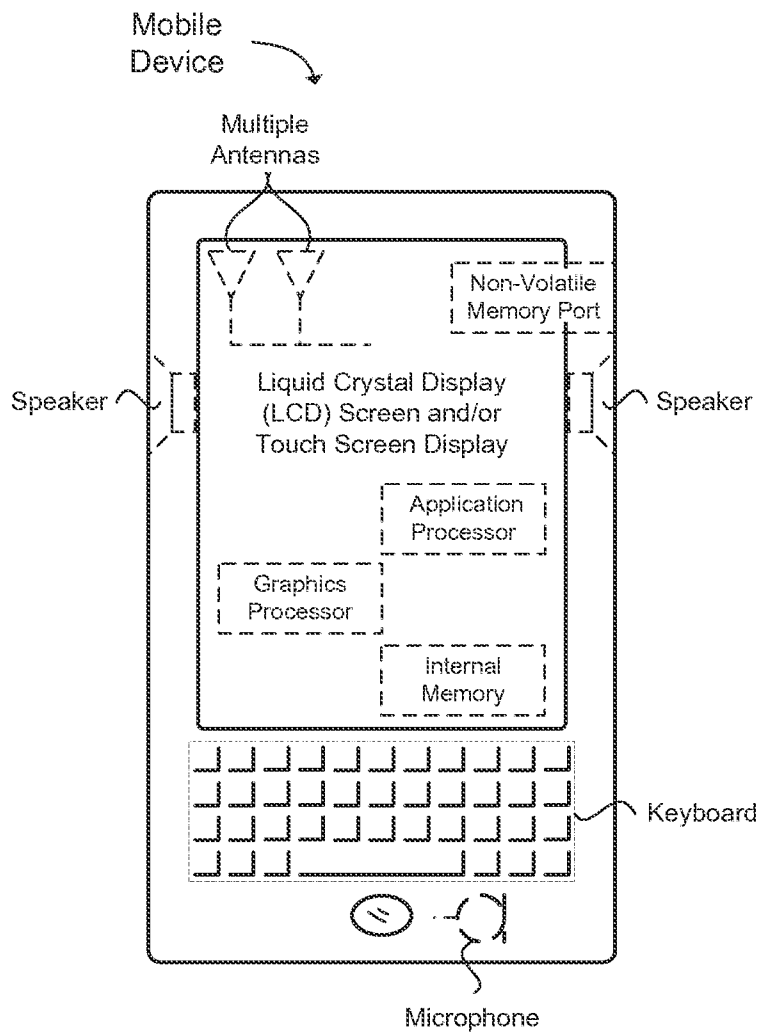 Mobile
Device
Multiple
Antennas
Non-Volatile
Memory Port
Speaker
Liquid Crystal Display
(LCD) Screen and/or
Touch Screen Display
Speaker
Application
Processor
Graphics
Processor
Internal
Memory
Keyboard
Microphone